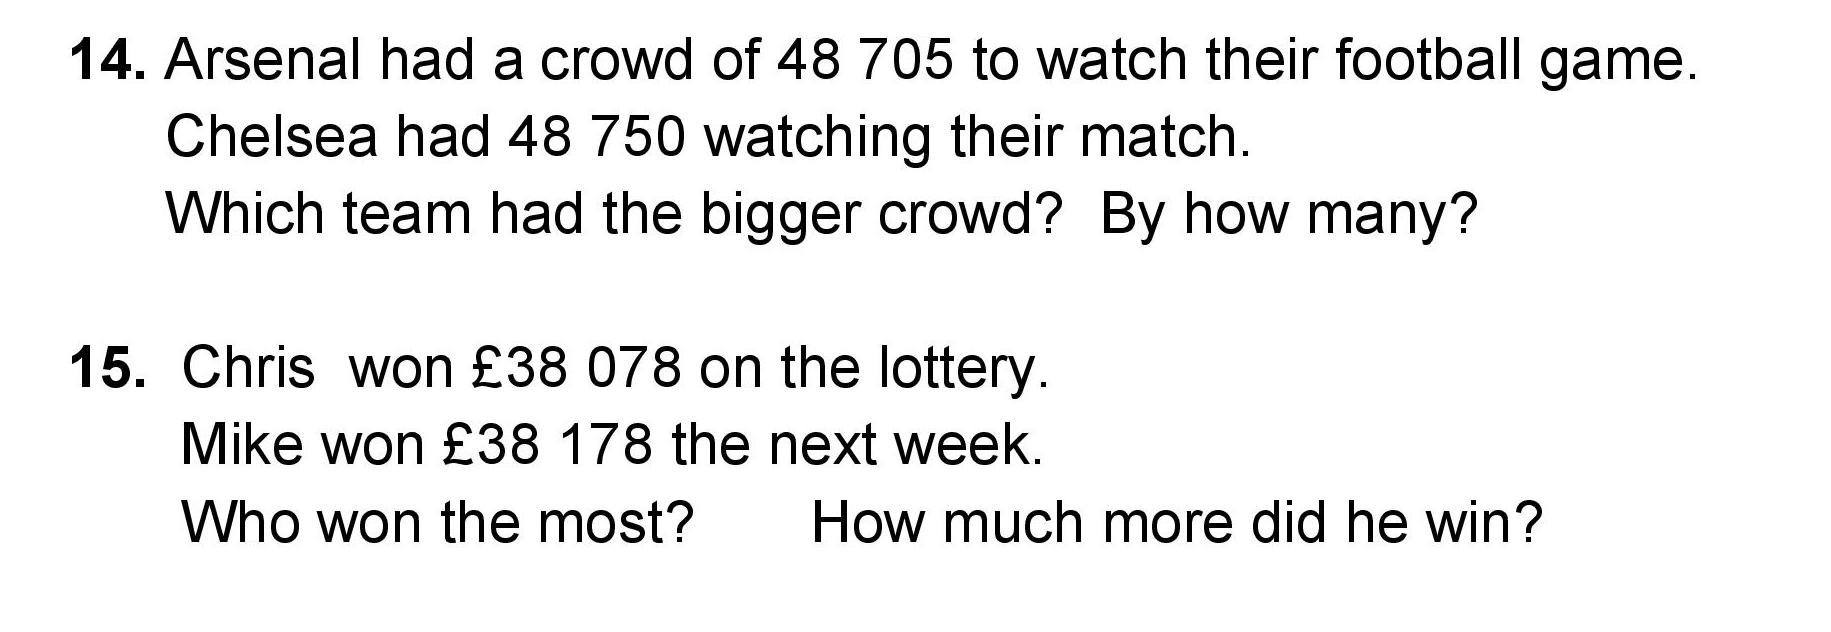 14. Arsenal had a crowd of 48 705 to watch their football game.
Chelsea had 48 750 watching their match.
Which team had the bigger crowd? By how many?
15. Chris won £38 078 on the lottery.
Mike won £38 178 the next week.
Who won the most? How much more did he win?